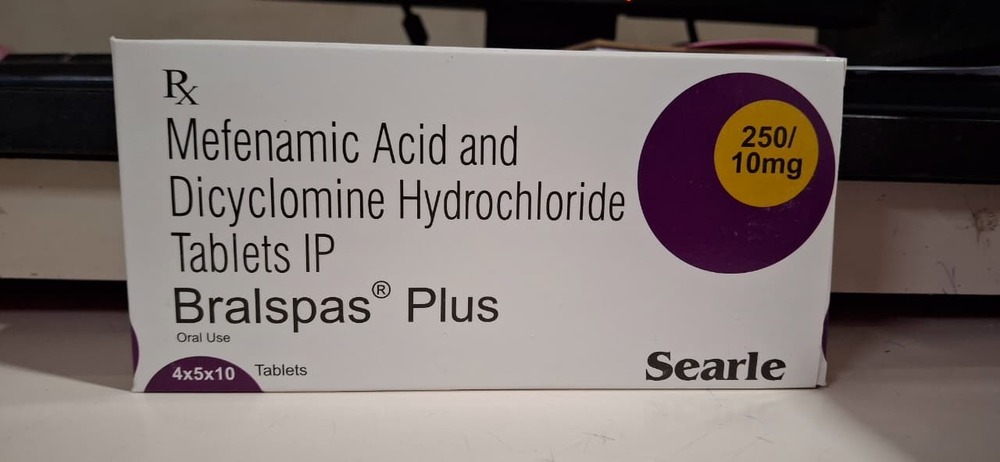 Rx
Mefenamic Acid and
Dicyclomine Hydrochloride
Tablets IP
Bralspas® Plus
Oral Use
4x5x10 Tablets
250/
10mg
Searle